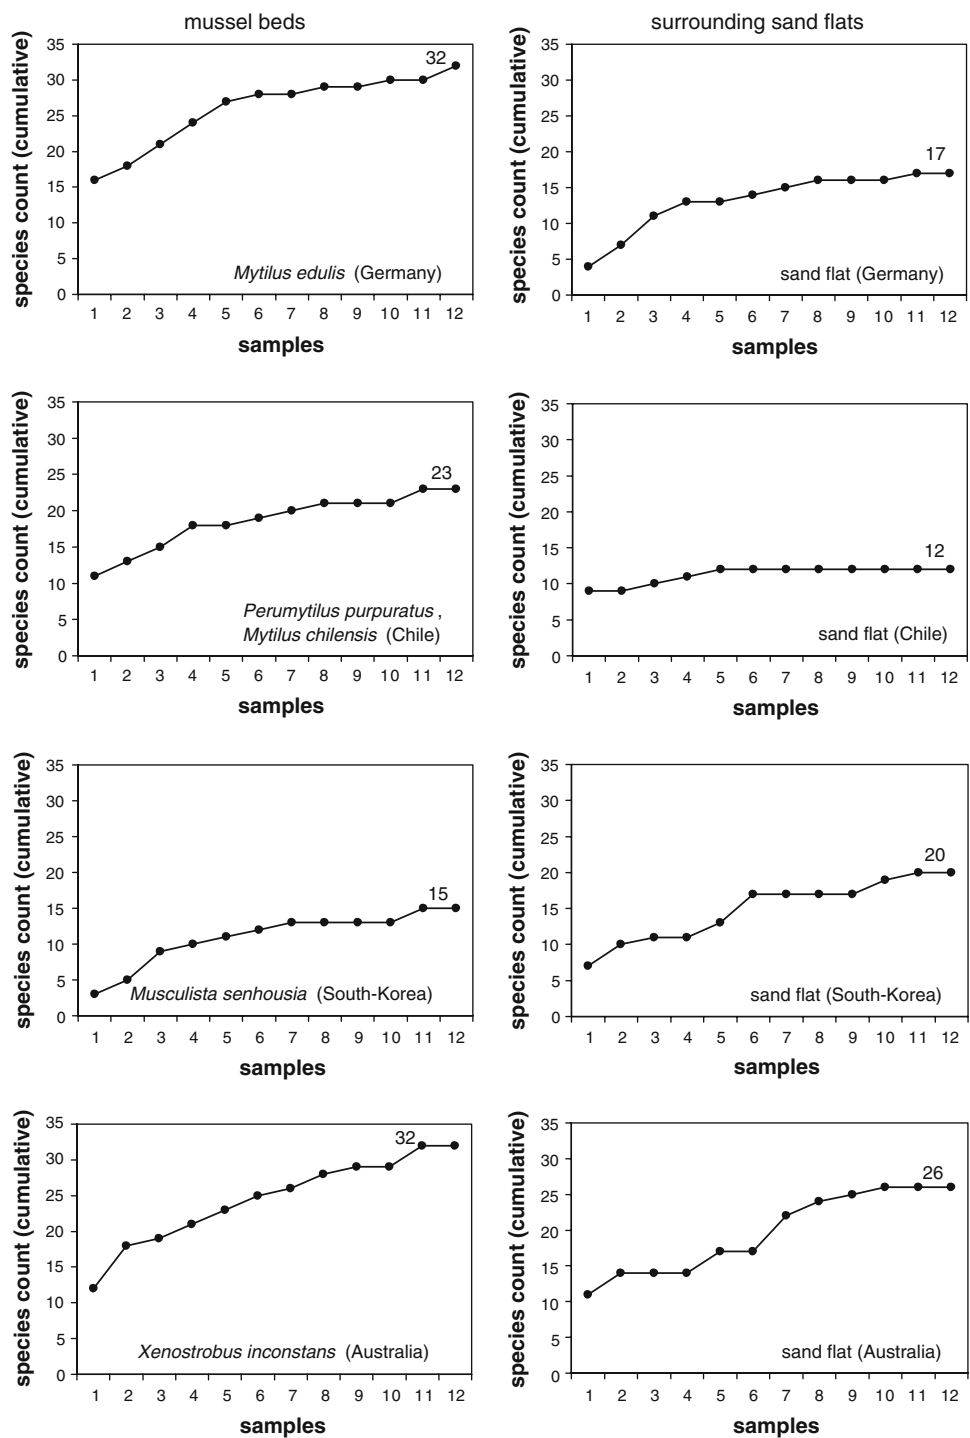 mussel beds
surrounding sand flats
species count (cumulative)
35
30
25
20
15
10
5
0
32
Mytilus edulis (Germany)
1 2 3 4 5 6 7 8 9 10 11 12
samples
species count (cumulative)
35
30
25
20
15
10
5
0
17
sand flat (Germany)
1 2 3 4 5 6 7 8 9 10 11 12
samples
species count (cumulative)
35
30
25
20
15
10
5
0
23
Perumytilus purpuratus ,
Mytilus chilensis (Chile)
1 2 3 4 5 6 7 8 9 10 11 12
samples
species count (cumulative)
35
30
25
20
15
10
5
0
12
sand flat (Chile)
1 2 3 4 5 6 7 8 9 10 11 12
samples
species count (cumulative)
35
30
25
20
15
10
5
0
15
Musculista senhousia (South-Korea)
1 2 3 4 5 6 7 8 9 10 11 12
samples
species count (cumulative)
35
30
25
20
15
10
5
0
20
sand flat (South-Korea)
1 2 3 4 5 6 7 8 9 10 11 12
samples
species count (cumulative)
35
30
25
20
15
10
5
0
32
Xenostrobus inconstans (Australia)
1 2 3 4 5 6 7 8 9 10 11 12
samples
species count (cumulative)
35
30
25
20
15
10
5
0
26
sand flat (Australia)
1 2 3 4 5 6 7 8 9 10 11 12
samples